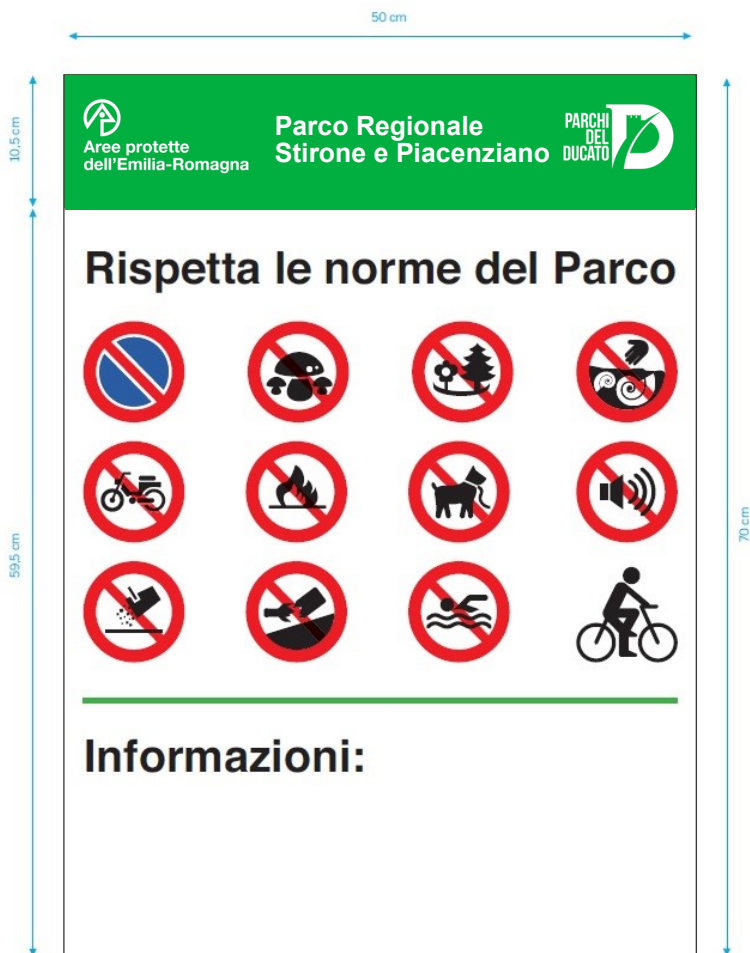 50 cm
10,5 cm
Aree protette
dell'Emilia-Romagna
Parco Regionale
Stirone e Piacenziano
PARCHI
DEL
DUCATO
Rispetta le norme del Parco
59,5 cm
70 cm
Informazioni: